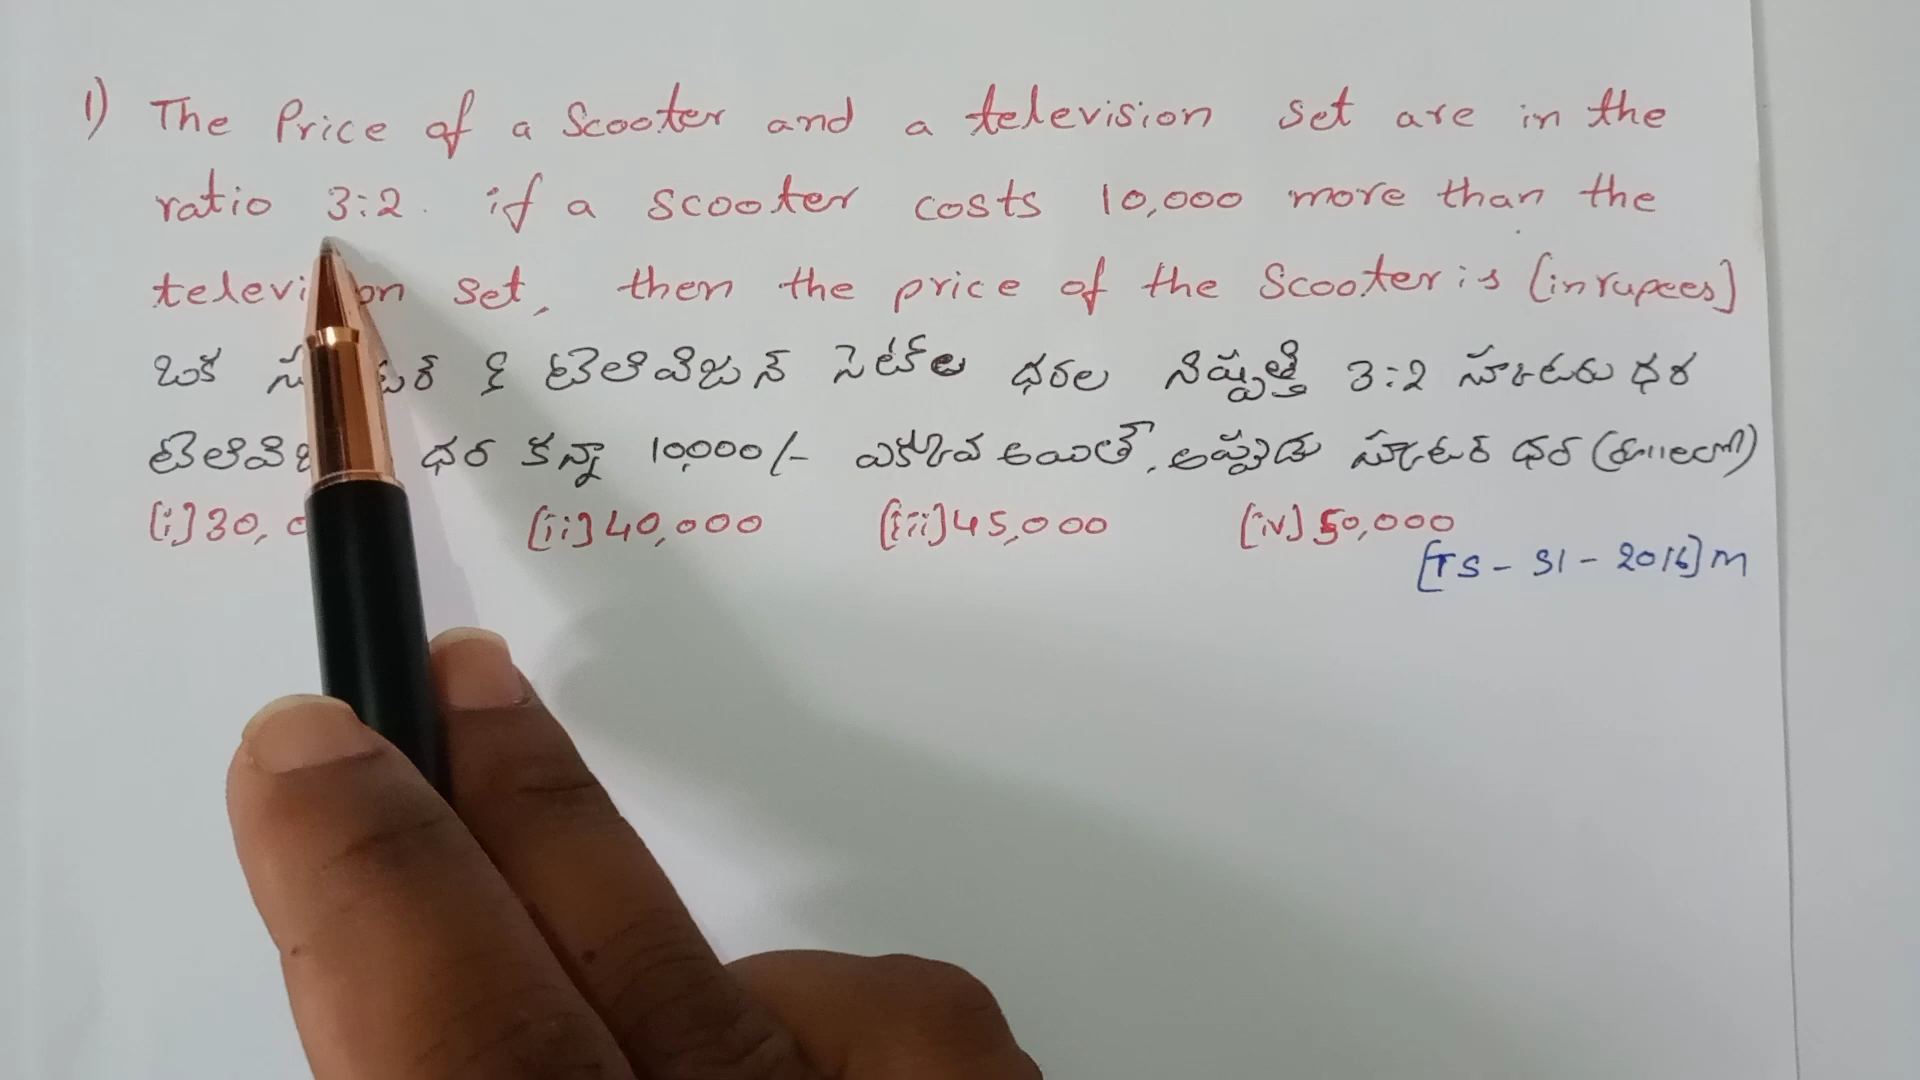 1) The Price of a Scooter and a television set are in the
ratio 3:2. if a scooter costs 10,000 more than the
set, then the price of the Scooter is [in rupees]
ఒక & టెలివిజన్ సెట్‌ల ధరల నిష్పత్తి 3:2 స్కూటరు ధర
ధర కన్నా 10,000/- ఎక్కువ అయితే, అప్పుడు స్కూటర్ ధర (రూ॥లలో)
[i] 30, [ii] 40,000 [iii] 45,000 [iv] 50,000
[TS - SI - 2016] m